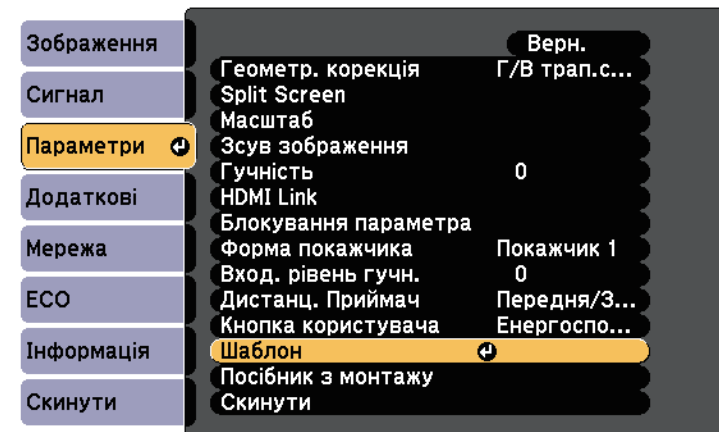 Зображення
Сигнал
Параметри
Додаткові
Мережа
ECO
Інформація
Скинути
Верн.
Геометр. корекція Г/В трап.с...
Split Screen
Масштаб
Зсув зображення
Гучність 0
HDMI Link
Блокування параметра
Форма покажчика Покажчик 1
Вход. рівень гучн. 0
Дистанц. Приймач Передня/З...
Кнопка користувача Енергоспо...
Шаблон
Посібник з монтажу
Скинути